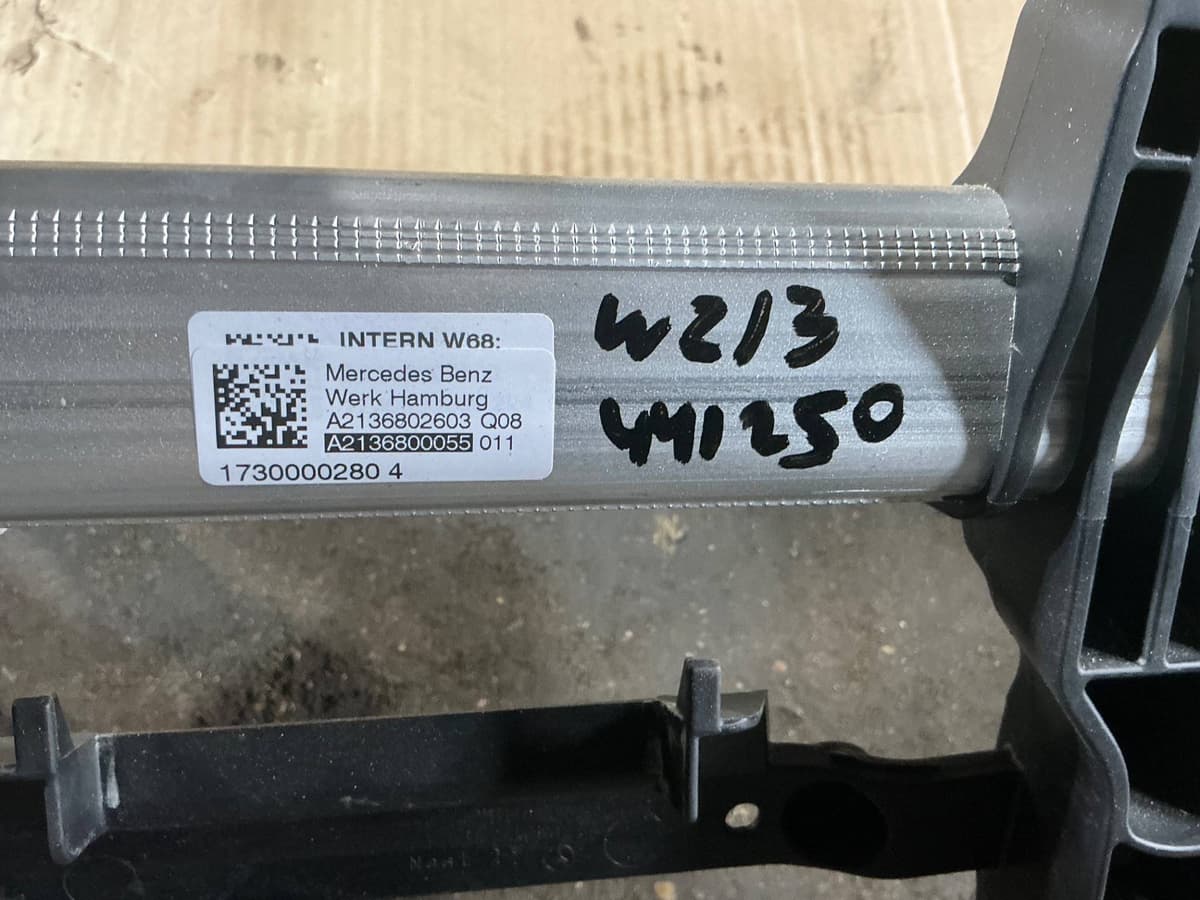 INTERN W68:
Mercedes Benz
Werk Hamburg
A2136802603 Q08
A2136800055 011
1730000280 4
W213
441250